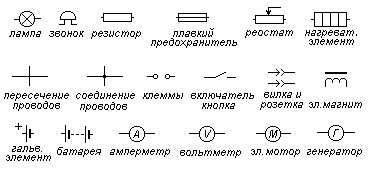 лампа звонок резистор плавкий реостат нагреват.
предохранитель элемент
пересечение соединение клеммы включатель вилка и эл.магнит
проводов проводов кнопка розетка
+ A V M Г
гальв. батарея амперметр вольтметр эл.мотор генератор
элемент